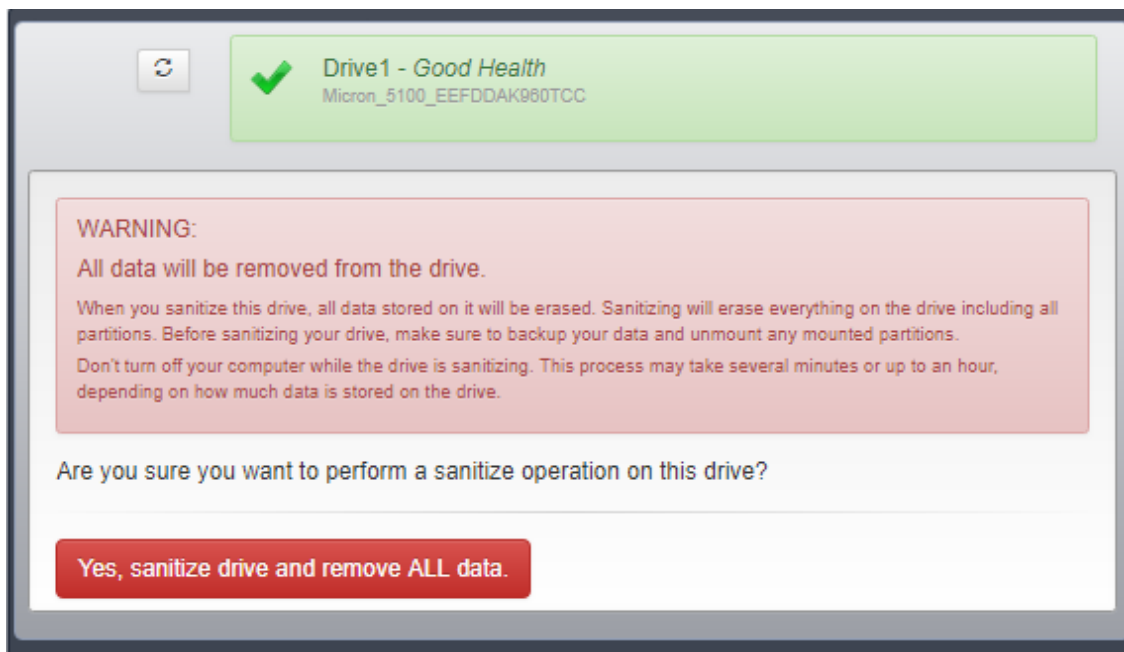 Drive1 - Good Health
Micron_5100_EEFDDAK960TCC
WARNING:
All data will be removed from the drive.
When you sanitize this drive, all data stored on it will be erased. Sanitizing will erase everything on the drive including all
partitions. Before sanitizing your drive, make sure to backup your data and unmount any mounted partitions.
Don't turn off your computer while the drive is sanitizing. This process may take several minutes or up to an hour,
depending on how much data is stored on the drive.
Are you sure you want to perform a sanitize operation on this drive?
Yes, sanitize drive and remove ALL data.